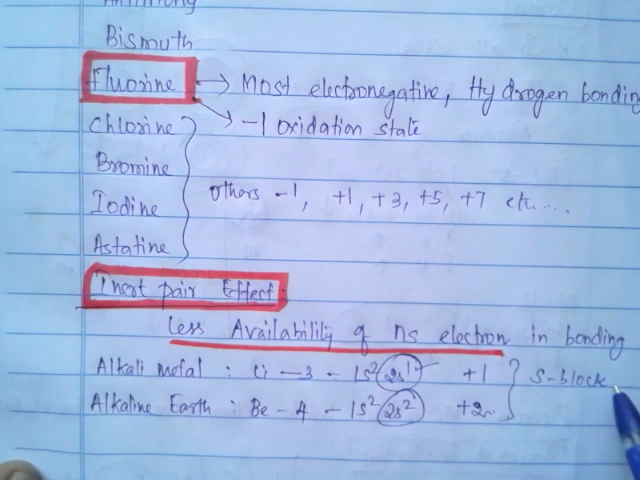 Antimony
Bismuth
Fluorine → Most electronegative, Hydrogen bonding
→ -1 oxidation state
Chlorine
Bromine
Iodine
Astatine
others -1, +1, +3, +5, +7 etc....
Inert pair Effect:
Less Availability of ns electron in bonding
Alkali metal : Li - 3 - 1s² 2s¹ +1
Alkaline Earth : Be - 4 - 1s² 2s² +2
S-block